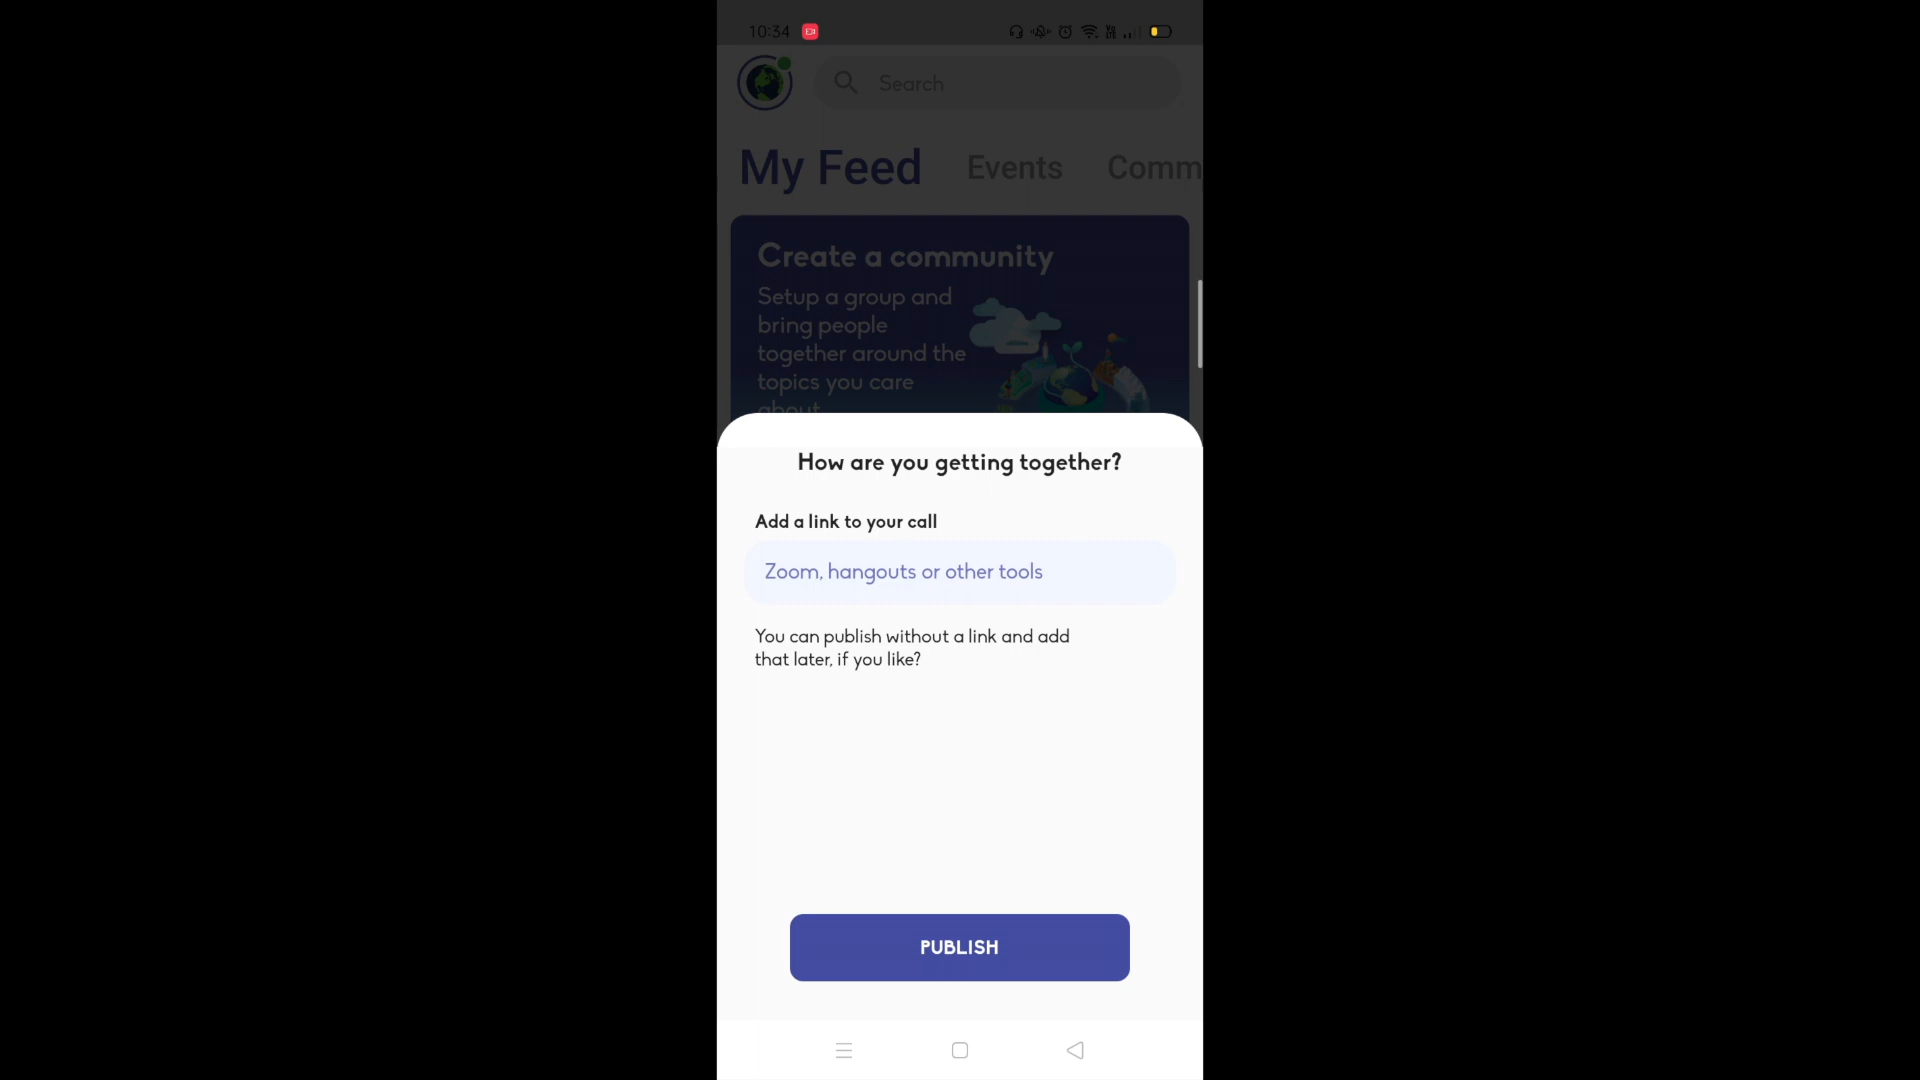 10:34
Search
My Feed Events Comm
Create a community
Setup a group and
bring people
together around the
topics you care
about
How are you getting together?
Add a link to your call
Zoom, hangouts or other tools
You can publish without a link and add
that later, if you like?
PUBLISH